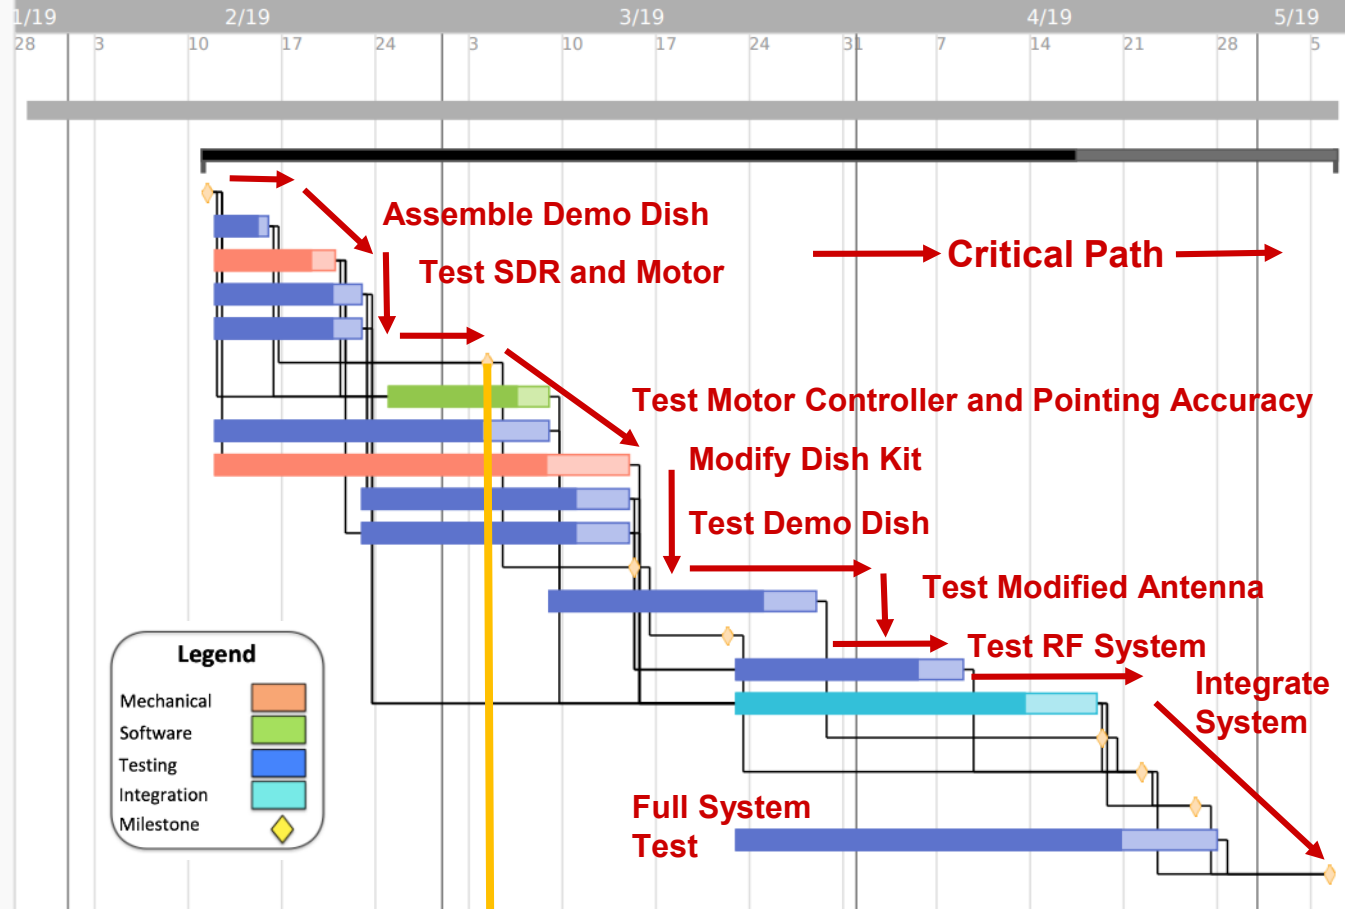 1/19 2/19 3/19 4/19 5/19
28 3 10 17 24 3 10 17 24 31 7 14 21 28 5
Assemble Demo Dish
Critical Path
Test SDR and Motor
Test Motor Controller and Pointing Accuracy
Modify Dish Kit
Test Demo Dish
Test Modified Antenna
Test RF System
Integrate
System
Legend
Mechanical
Software
Testing
Integration
Milestone
Full System
Test